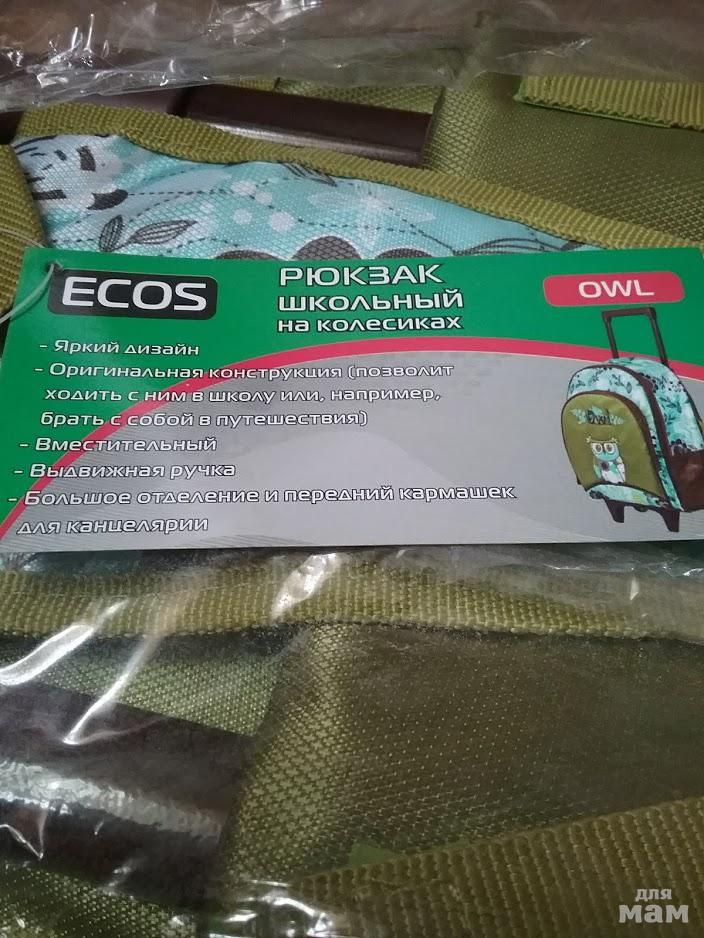 ECOS
РЮКЗАК
ШКОЛЬНЫЙ
НА КОЛЕСИКАХ
OWL
- Яркий дизайн
- Оригинальная конструкция (позволит
ходить с ним в школу или, например,
брать с собой в путешествия)
- Вместительный
- Выдвижная ручка
- Большое отделение и передний кармашек
для канцелярии
Owl
для
мам